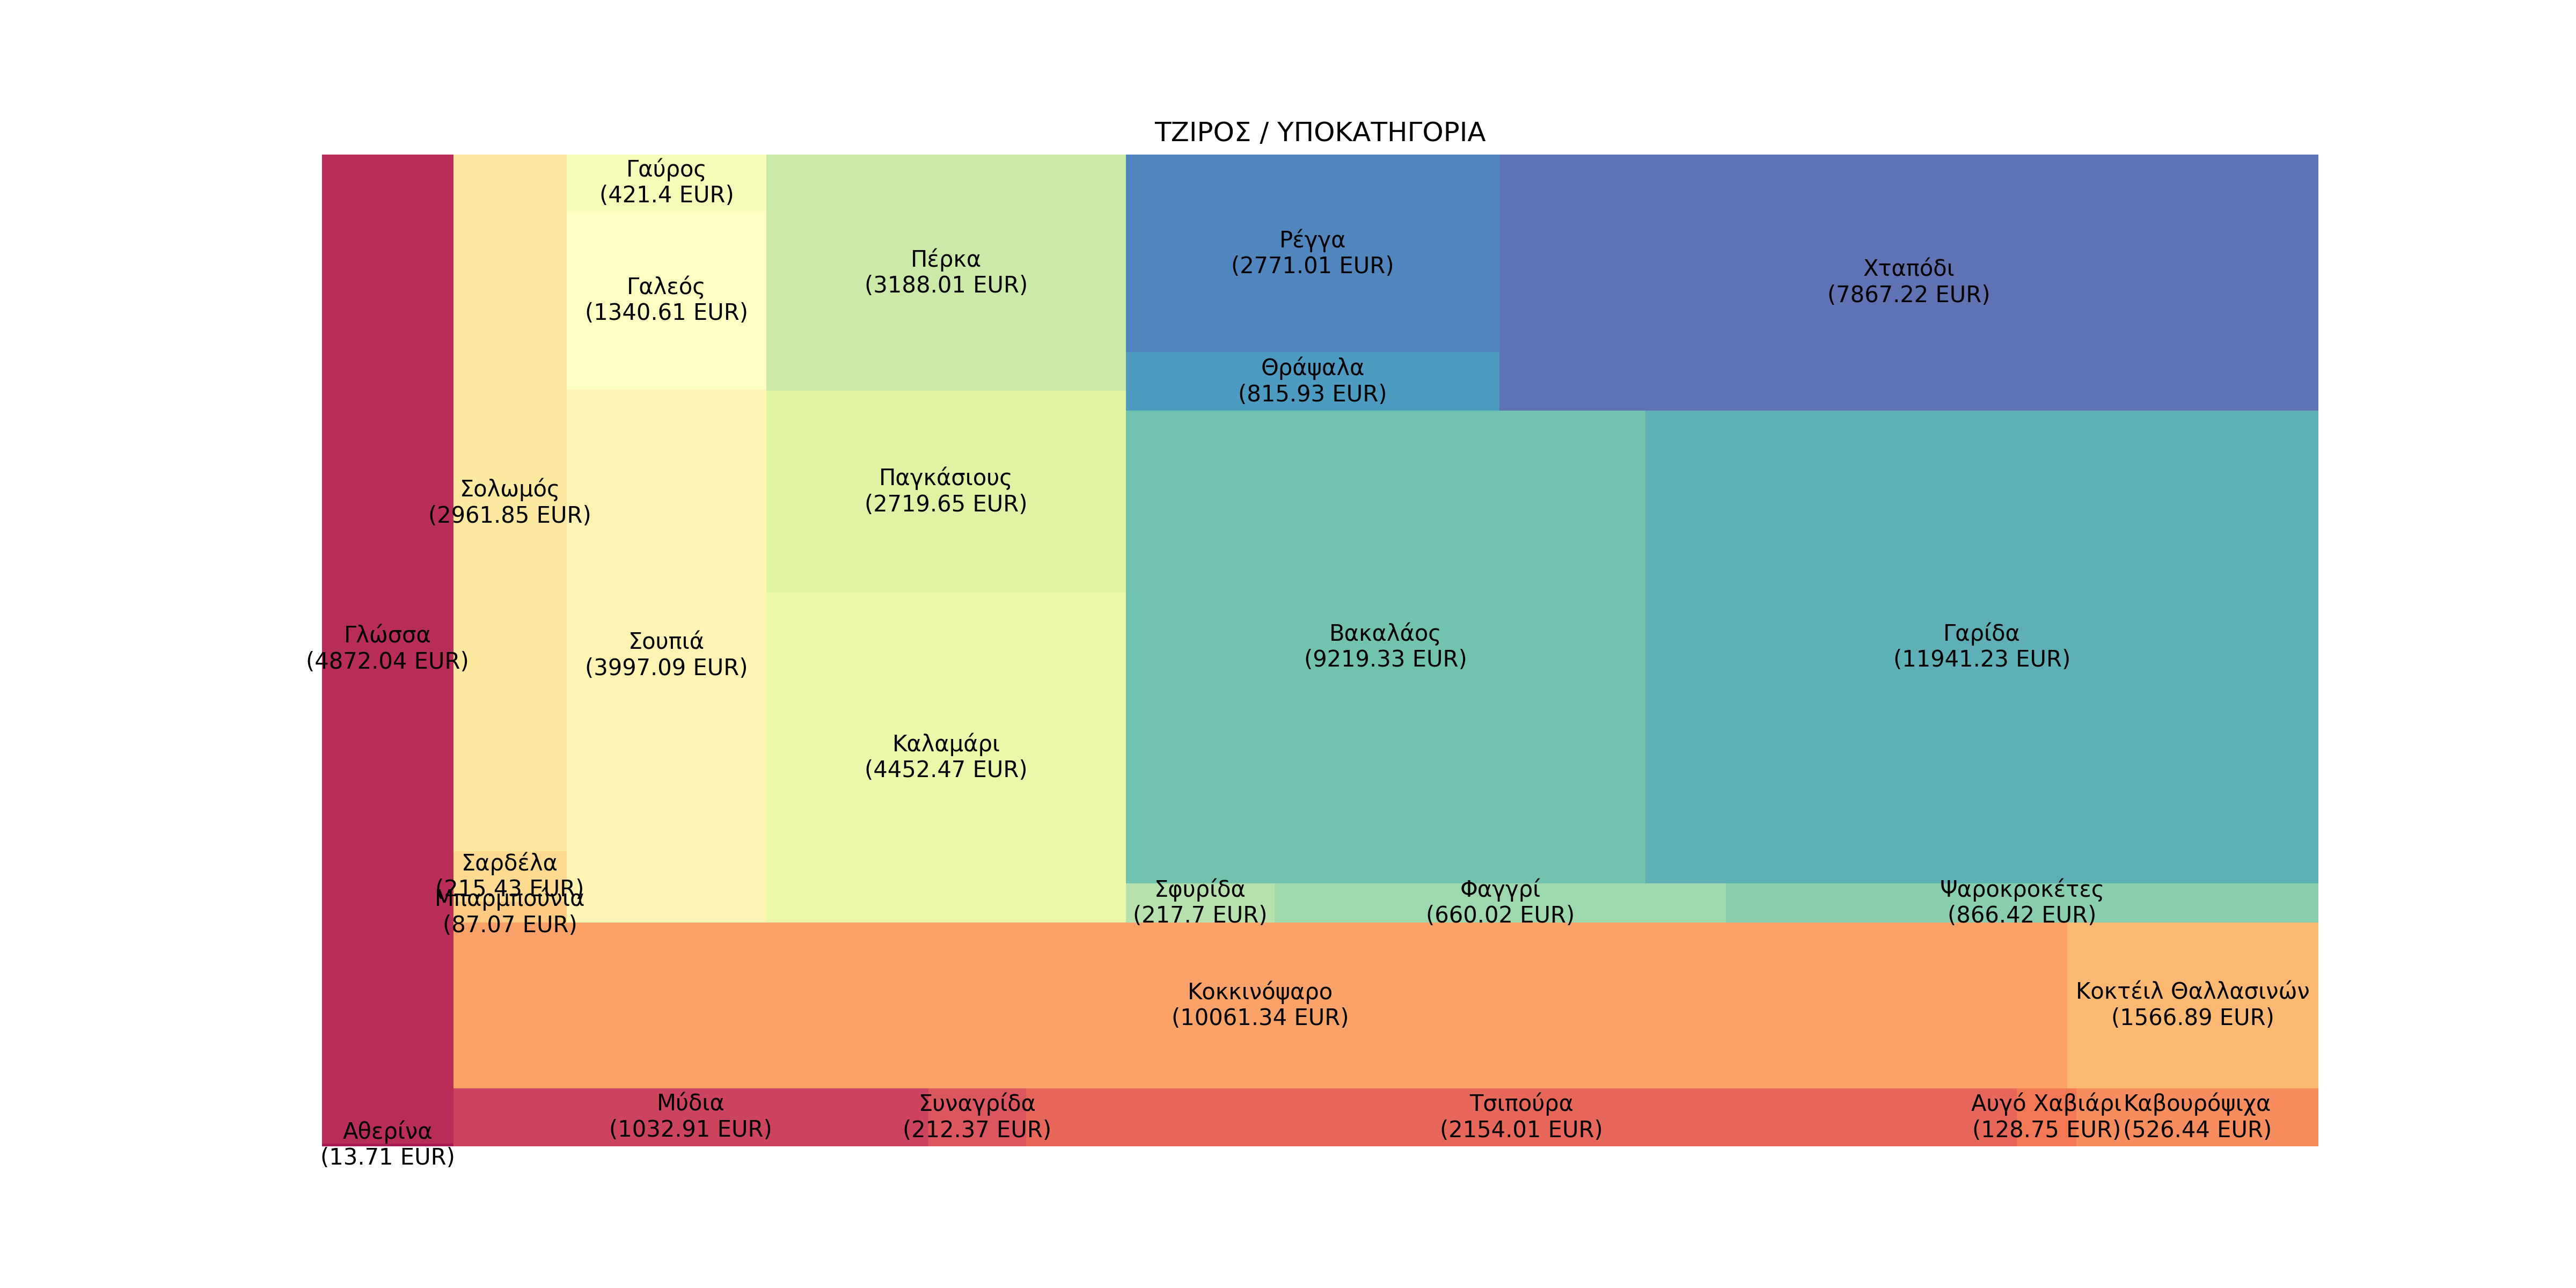 ΤΖΙΡΟΣ / ΥΠΟΚΑΤΗΓΟΡΙΑ
Γαύρος
(421.4 EUR)
Γαλεός
(1340.61 EUR)
Πέρκα
(3188.01 EUR)
Ρέγγα
(2771.01 EUR)
Χταπόδι
(7867.22 EUR)
Θράψαλα
(815.93 EUR)
Σολωμός
(2961.85 EUR)
Παγκάσιους
(2719.65 EUR)
Γλώσσα
(4872.04 EUR)
Σουπιά
(3997.09 EUR)
Βακαλάος
(9219.33 EUR)
Γαρίδα
(11941.23 EUR)
Καλαμάρι
(4452.47 EUR)
Σαρδέλα
(215.43 EUR)
Μπαρμπούνια
(87.07 EUR)
Σφυρίδα
(217.7 EUR)
Φαγγρί
(660.02 EUR)
Ψαροκροκέτες
(866.42 EUR)
Κοκκινόψαρο
(10061.34 EUR)
Κοκτέιλ Θαλλασινών
(1566.89 EUR)
Αθερίνα
(13.71 EUR)
Μύδια
(1032.91 EUR)
Συναγρίδα
(212.37 EUR)
Τσιπούρα
(2154.01 EUR)
Αυγό Χαβιάρι
(128.75 EUR)
Καβουρόψιχα
(526.44 EUR)